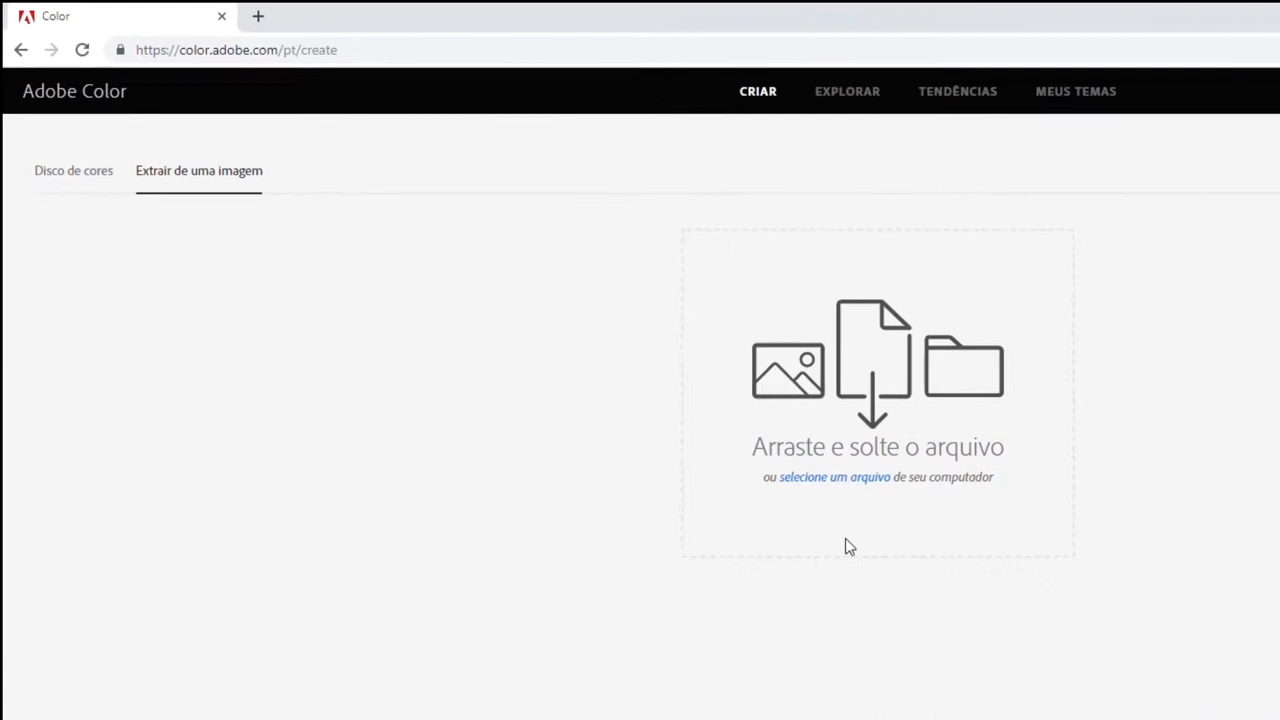 Color
https://color.adobe.com/pt/create
Adobe Color
CRIAR EXPLORAR TENDÊNCIAS MEUS TEMAS
Disco de cores Extrair de uma imagem
Arraste e solte o arquivo
ou selecione um arquivo de seu computador